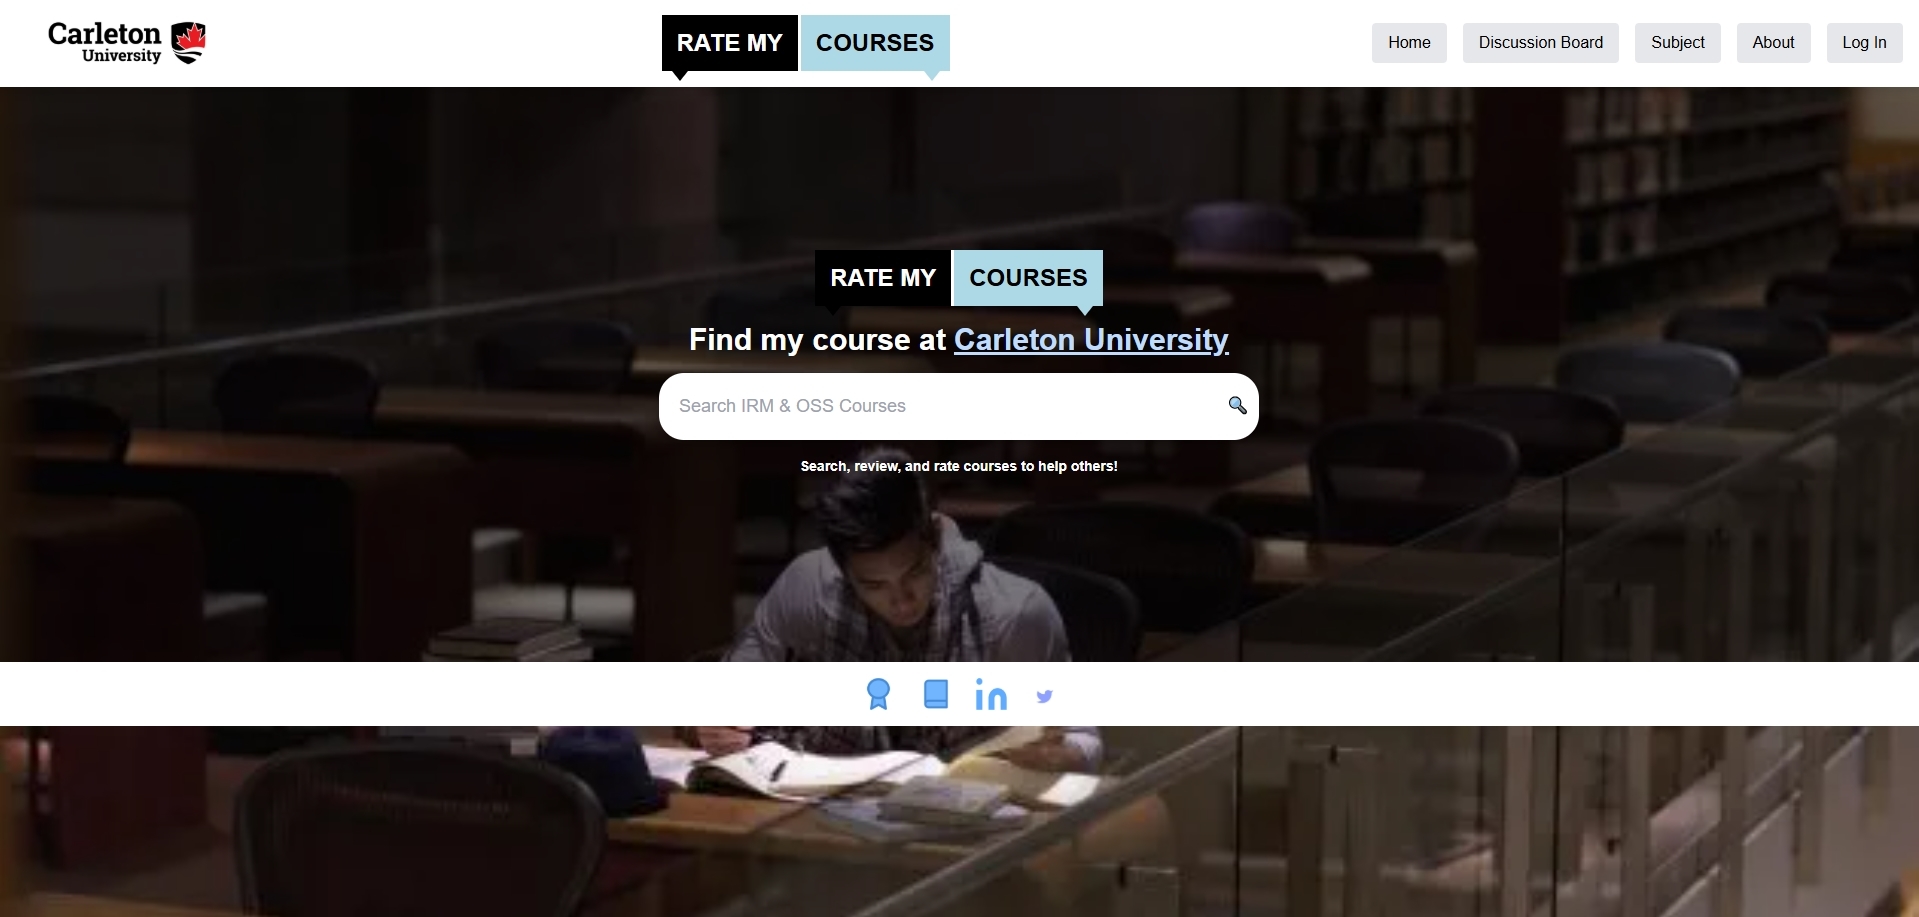 Carleton
University
RATE MY COURSES
Home
Discussion Board
Subject
About
Log In
RATE MY COURSES
Find my course at Carleton University
Search IRM & OSS Courses
Search, review, and rate courses to help others!
in